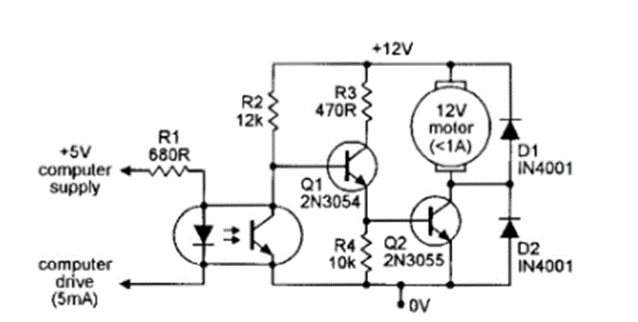 +12V
R2
12k
R3
470R
12V
motor
(<1A)
D1
IN4001
R1
680R
+5V
computer
supply
Q1
2N3054
R4
10k
Q2
2N3055
D2
IN4001
computer
drive
(5mA)
0V